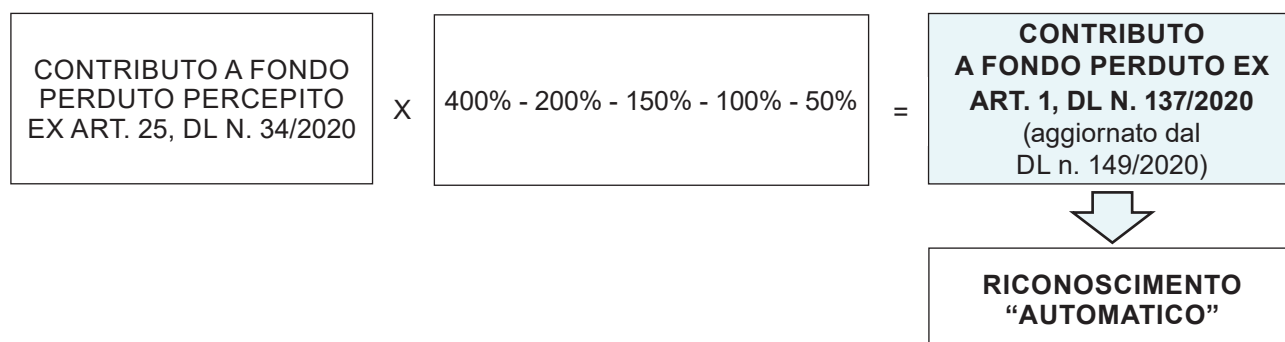 CONTRIBUTO A FONDO
PERDUTO PERCEPITO
EX ART. 25, DL N. 34/2020
X
400% - 200% - 150% - 100% - 50%
=
CONTRIBUTO
A FONDO PERDUTO EX
ART. 1, DL N. 137/2020
(aggiornato dal
DL n. 149/2020)
RICONOSCIMENTO
“AUTOMATICO”